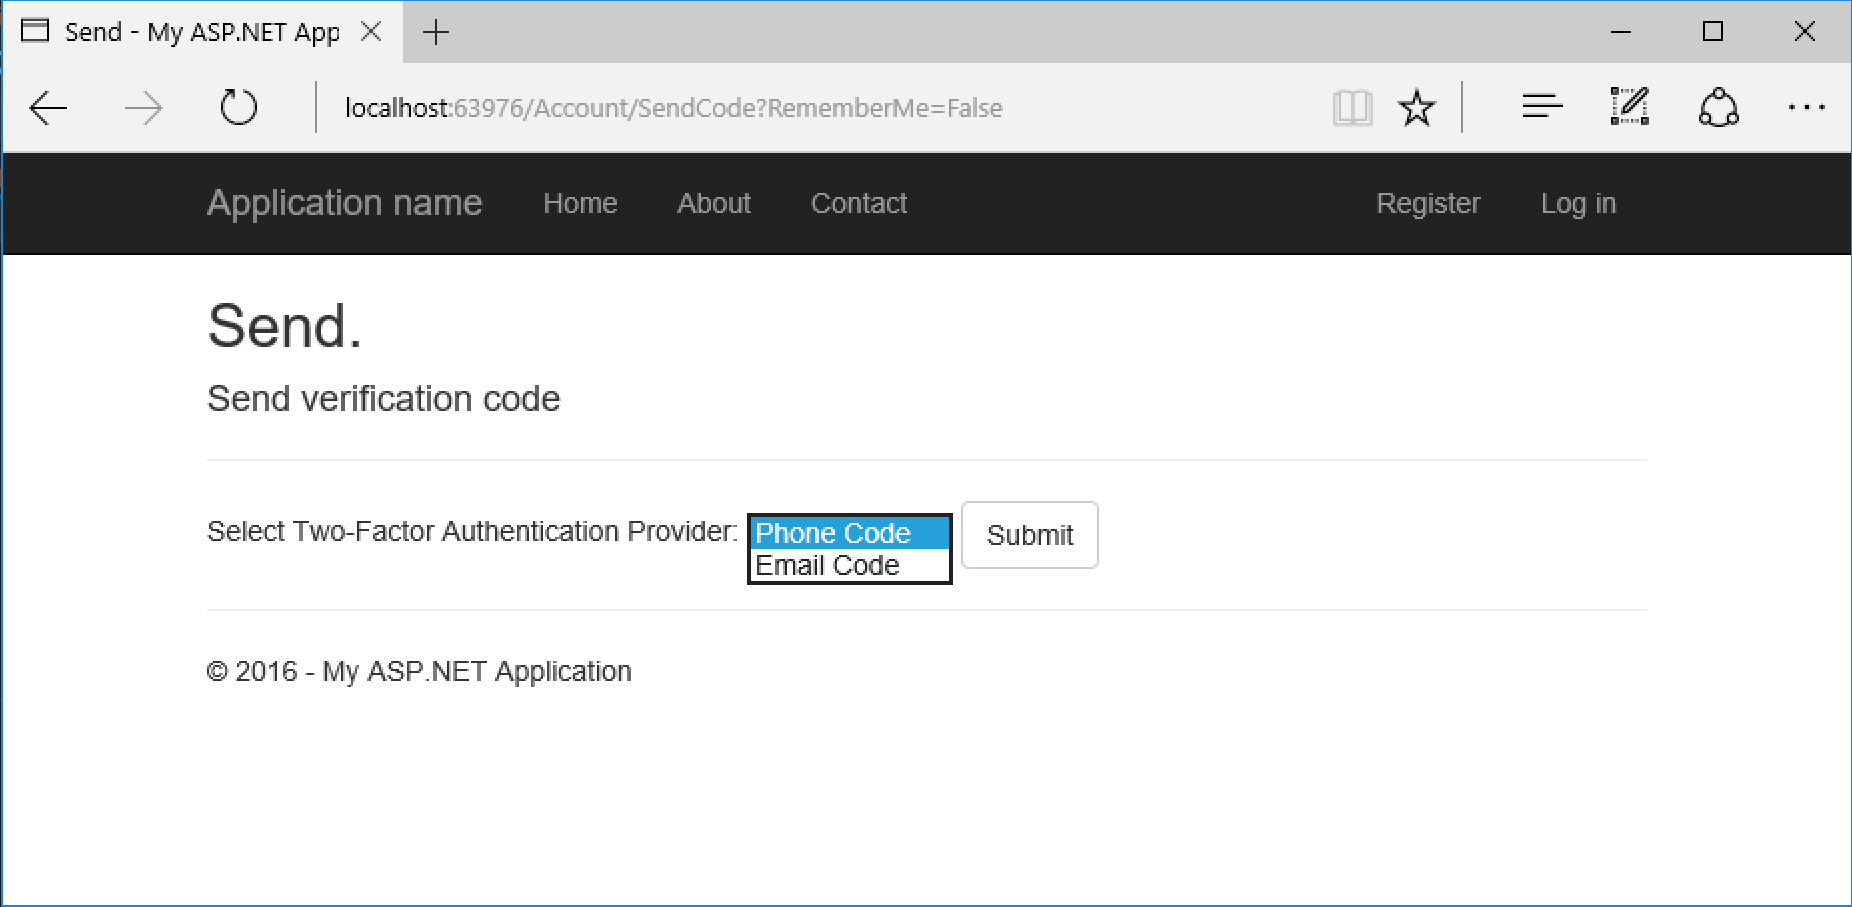 Send - My ASP.NET App
localhost:63976/Account/SendCode?RememberMe=False
Application name Home About Contact Register Log in
Send.
Send verification code
Select Two-Factor Authentication Provider: Phone Code Submit
Email Code
© 2016 - My ASP.NET Application